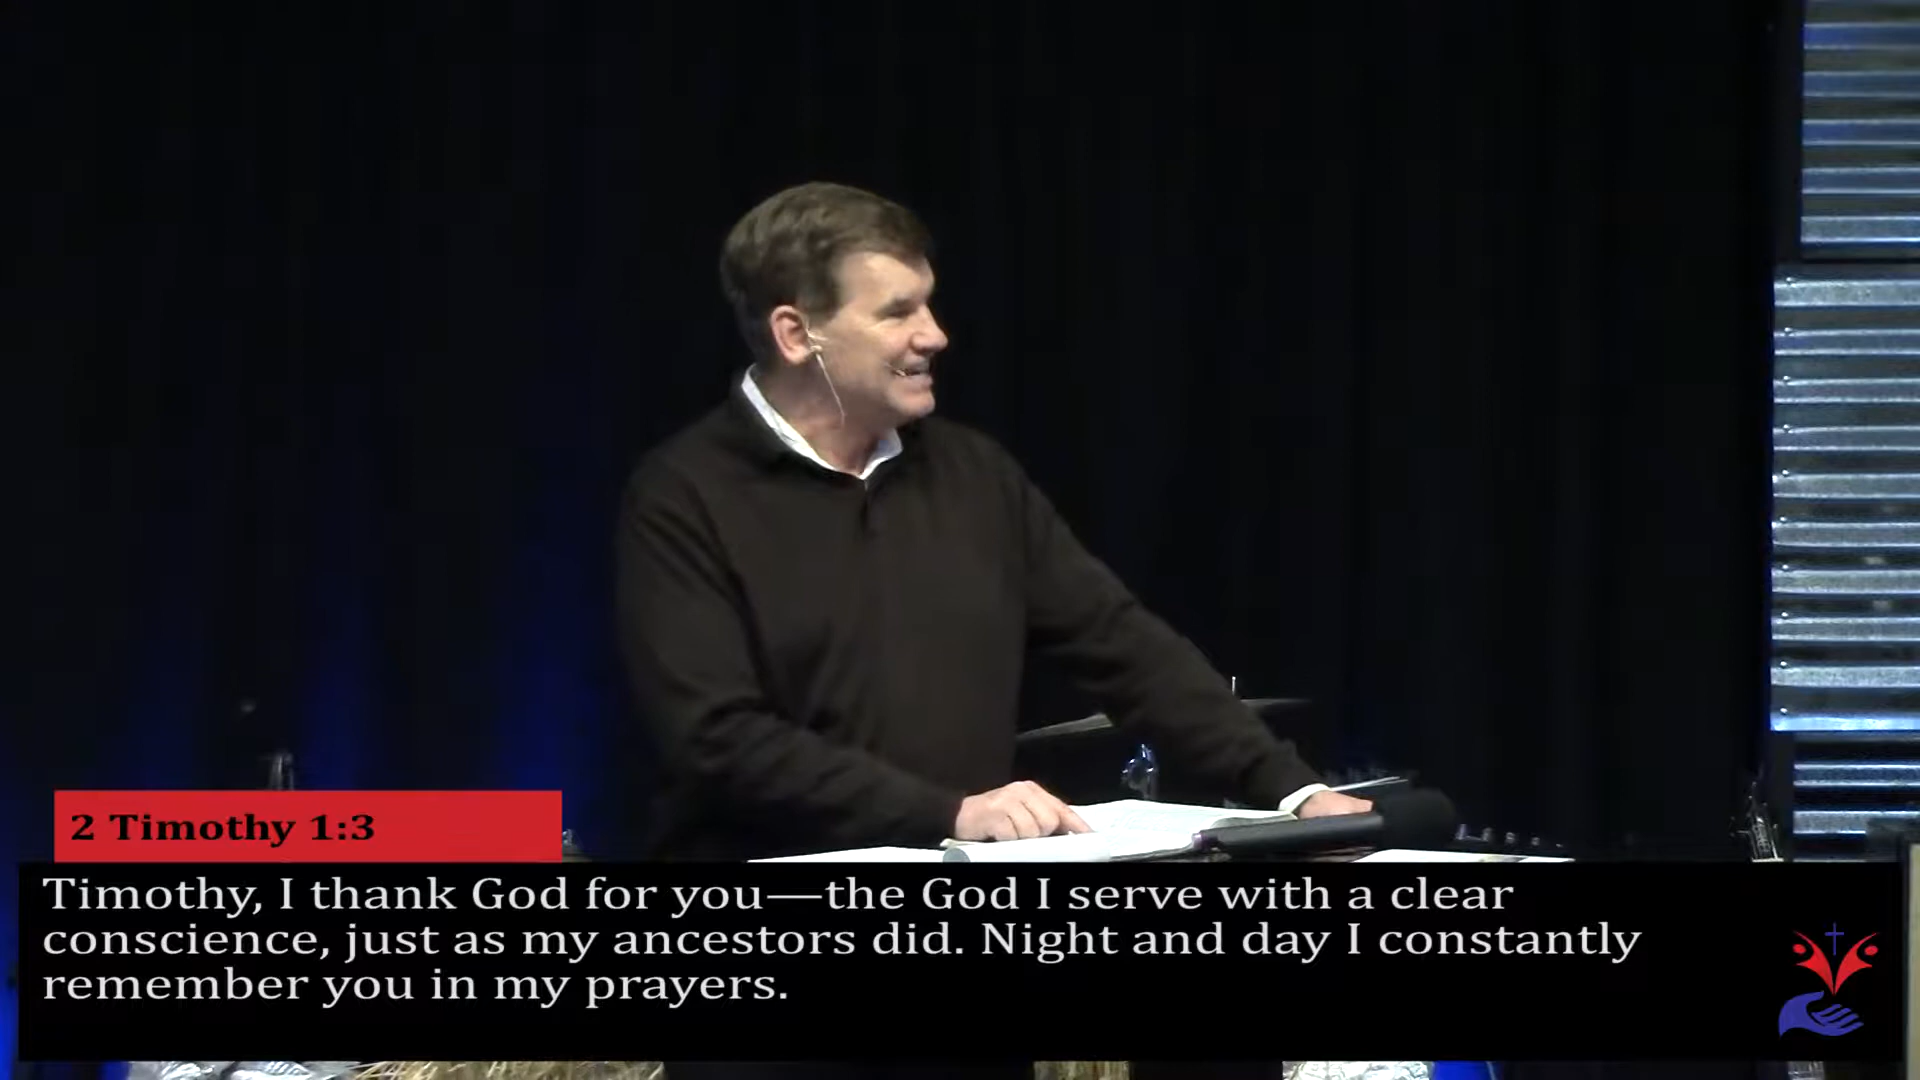 2 Timothy 1:3
Timothy, I thank God for you—the God I serve with a clear
conscience, just as my ancestors did. Night and day I constantly
remember you in my prayers.